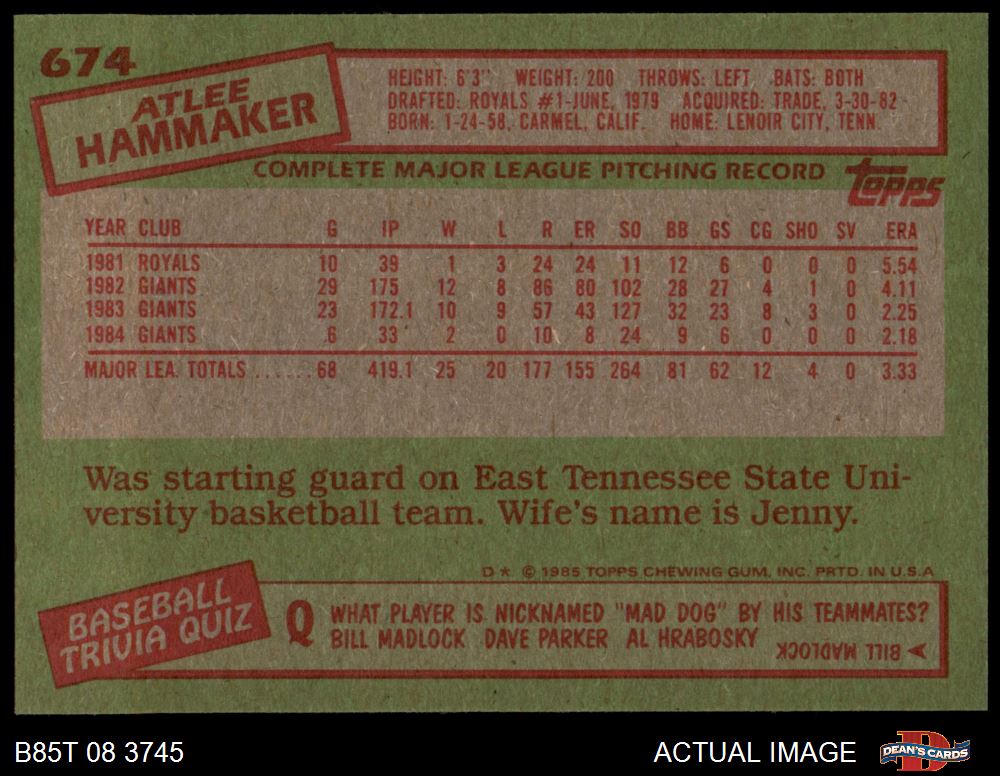 674
ATLEE
HAMMAKER
HEIGHT: 6'3" WEIGHT: 200 THROWS: LEFT BATS: BOTH
DRAFTED: ROYALS #1-JUNE, 1979 ACQUIRED: TRADE, 3-30-82
BORN: 1-24-58, CARMEL, CALIF. HOME: LENOIR CITY, TENN.
COMPLETE MAJOR LEAGUE PITCHING RECORD
topps
YEAR CLUB G IP W L R ER SO BB GS CG SHO SV ERA
1981 ROYALS 10 39 1 3 24 24 11 12 6 0 0 0 5.54
1982 GIANTS 29 175 12 8 86 80 102 28 27 4 1 0 4.11
1983 GIANTS 23 172.1 10 9 57 43 127 32 23 8 3 0 2.25
1984 GIANTS 6 33 2 0 10 8 24 9 6 0 0 0 2.18
MAJOR LEA. TOTALS ...... 68 419.1 25 20 177 155 264 81 62 12 4 0 3.33
Was starting guard on East Tennessee State Uni-
versity basketball team. Wife's name is Jenny.
D* © 1985 TOPPS CHEWING GUM, INC. PRTD. IN U.S.A
BASEBALL
TRIVIA QUIZ
Q WHAT PLAYER IS NICKNAMED "MAD DOG" BY HIS TEAMMATES?
BILL MADLOCK DAVE PARKER AL HRABOSKY
BILL MADLOCK
B85T 08 3745
ACTUAL IMAGE
DEAN'S CARDS